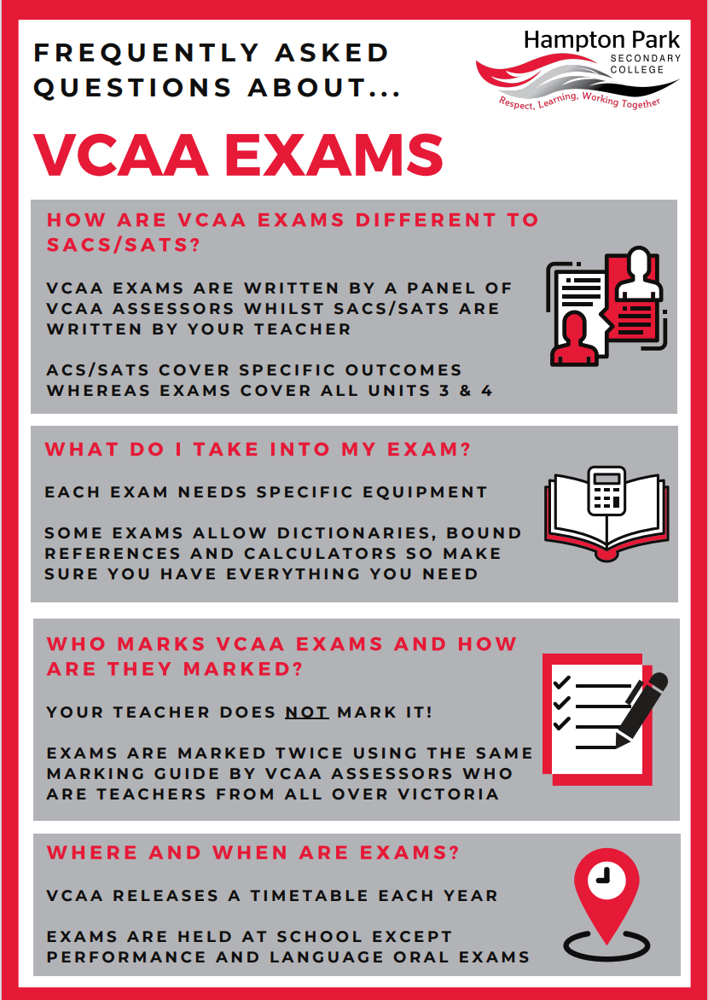 FREQUENTLY ASKED
QUESTIONS ABOUT...
Hampton Park
SECONDARY
COLLEGE
Respect, Learning, Working Together
VCAA EXAMS
HOW ARE VCAA EXAMS DIFFERENT TO
SACS/SATS?
VCAA EXAMS ARE WRITTEN BY A PANEL OF
VCAA ASSESSORS WHILST SACS/SATS ARE
WRITTEN BY YOUR TEACHER
ACS/SATS COVER SPECIFIC OUTCOMES
WHEREAS EXAMS COVER ALL UNITS 3 & 4
WHAT DO I TAKE INTO MY EXAM?
EACH EXAM NEEDS SPECIFIC EQUIPMENT
SOME EXAMS ALLOW DICTIONARIES, BOUND
REFERENCES AND CALCULATORS SO MAKE
SURE YOU HAVE EVERYTHING YOU NEED
WHO MARKS VCAA EXAMS AND HOW
ARE THEY MARKED?
YOUR TEACHER DOES NOT MARK IT!
EXAMS ARE MARKED TWICE USING THE SAME
MARKING GUIDE BY VCAA ASSESSORS WHO
ARE TEACHERS FROM ALL OVER VICTORIA
WHERE AND WHEN ARE EXAMS?
VCAA RELEASES A TIMETABLE EACH YEAR
EXAMS ARE HELD AT SCHOOL EXCEPT
PERFORMANCE AND LANGUAGE ORAL EXAMS